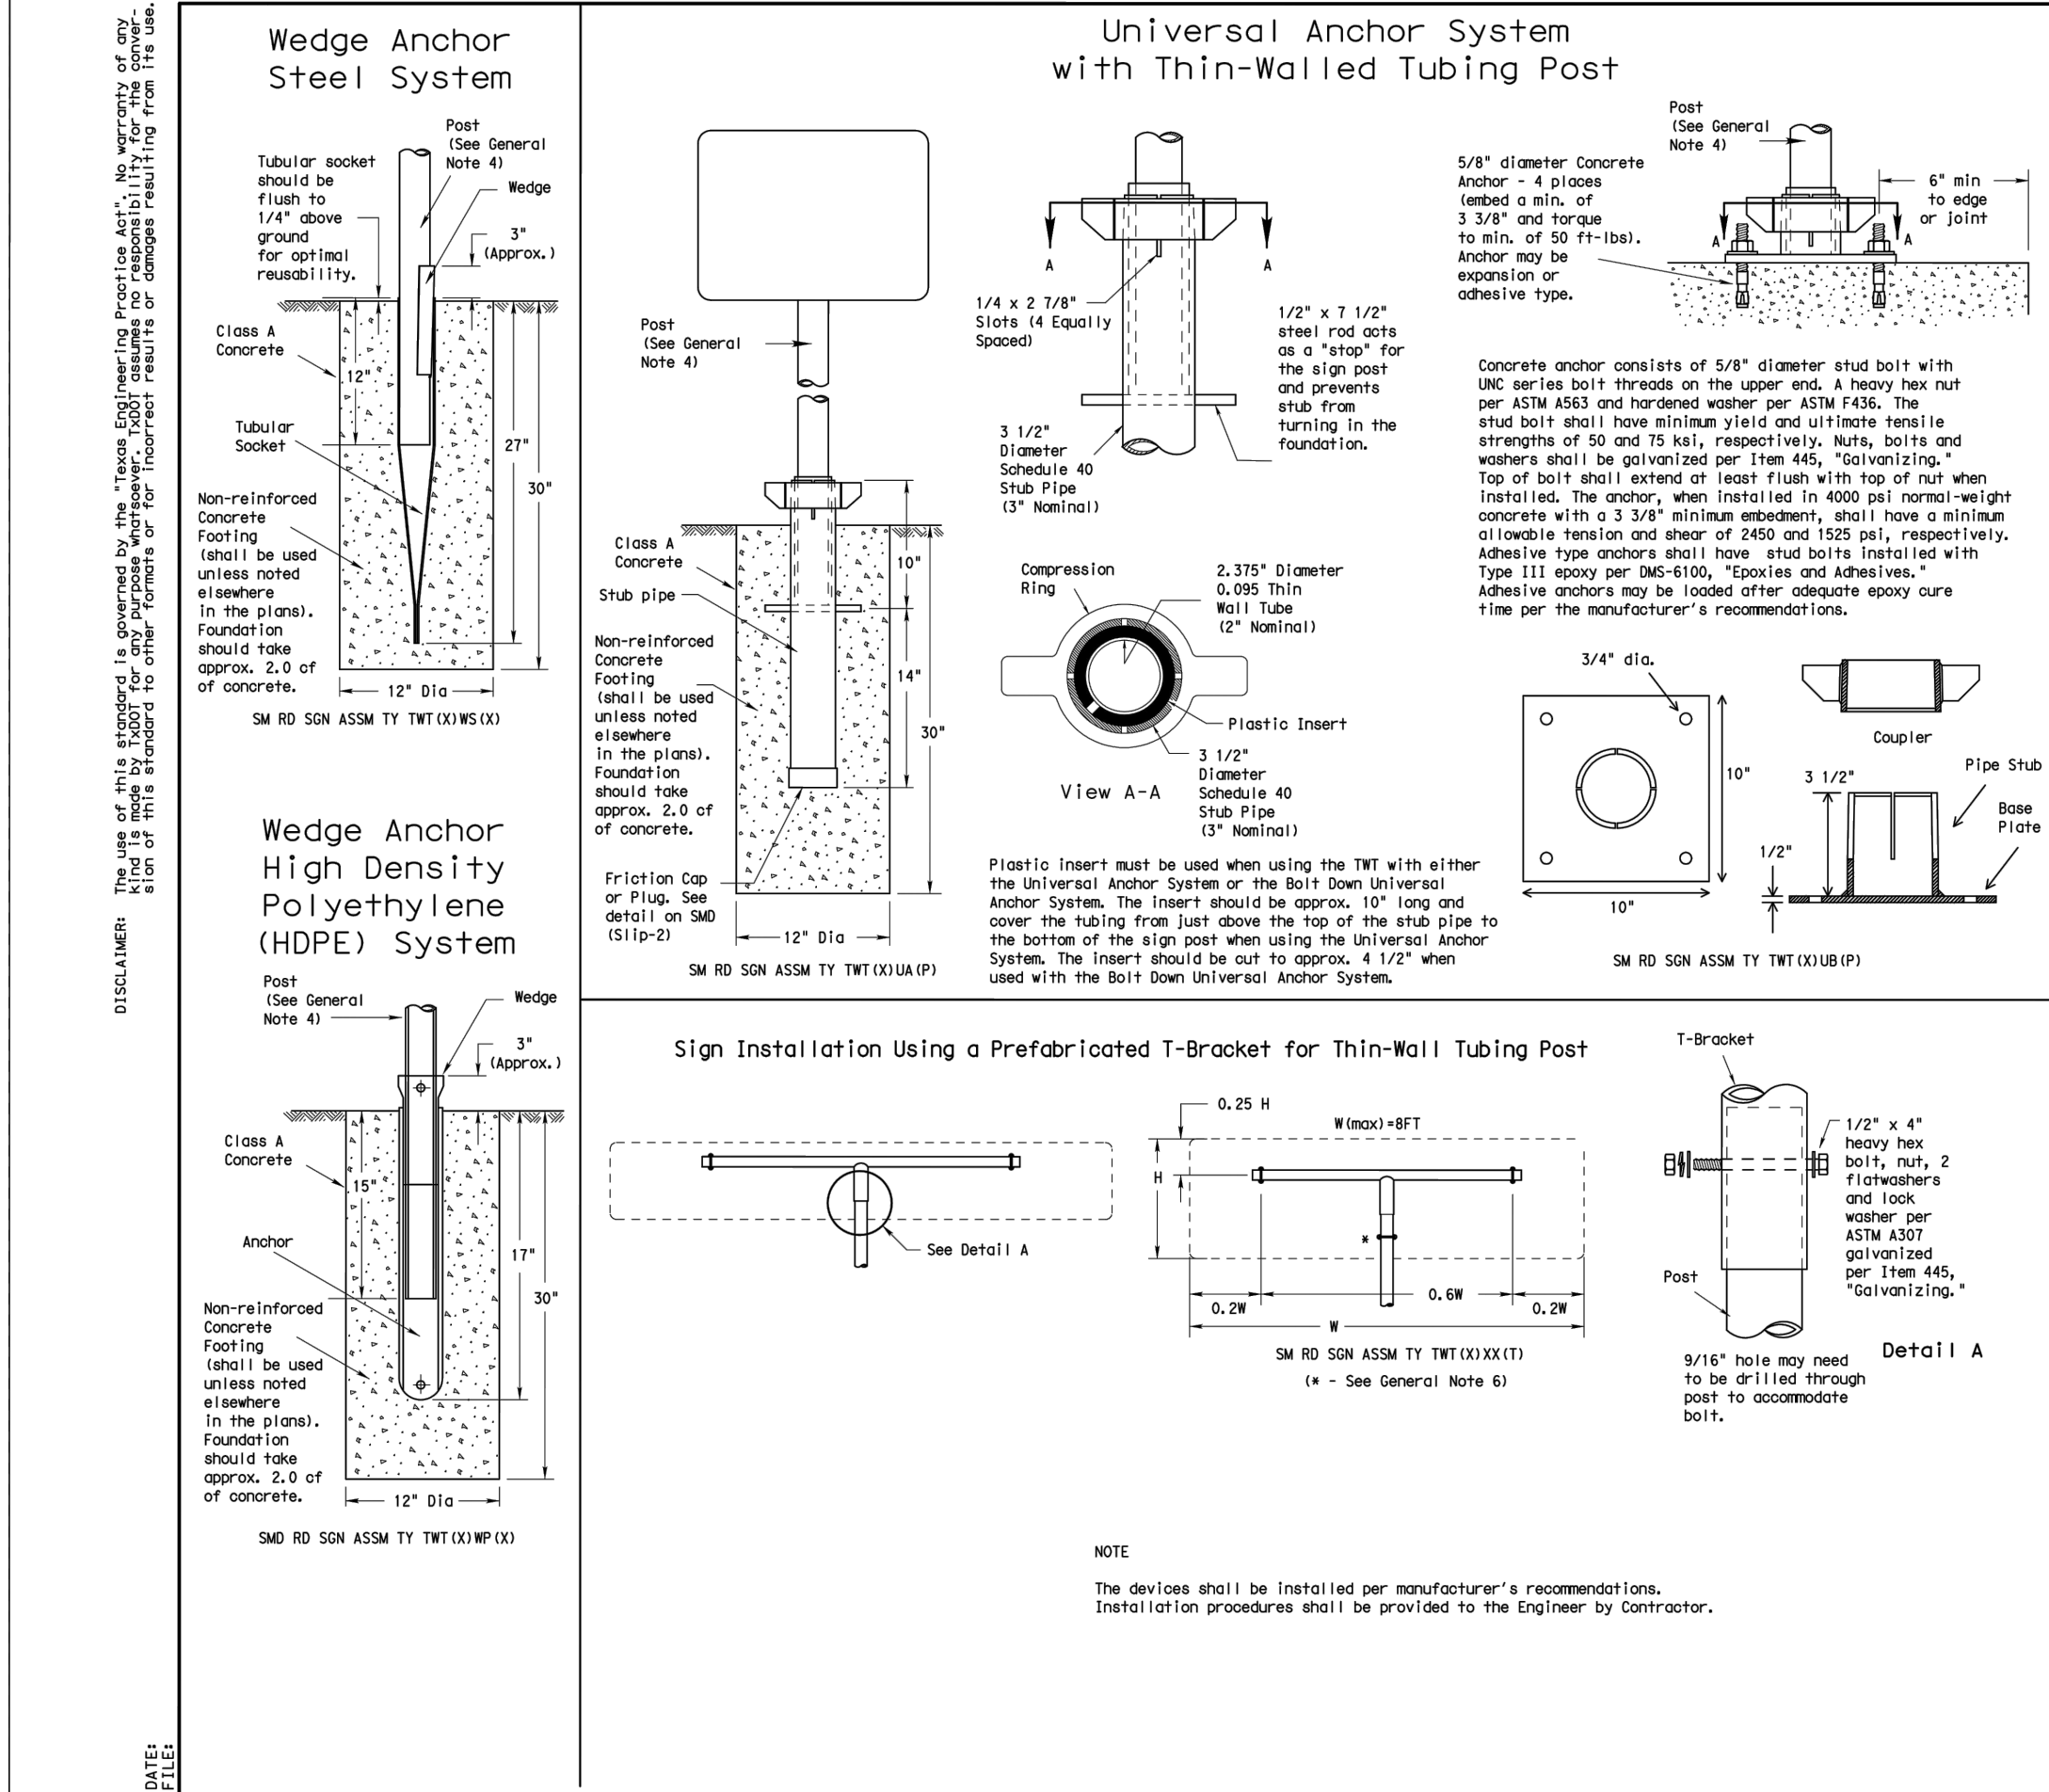 DISCLAIMER:
The use of this standard is governed by the "Texas Engineering Practice Act". No warranty of any
kind is made by TxDOT for any purpose whatsoever. TxDOT assumes no responsibility for the conver-
sion of this standard to other formats or for incorrect results or damages resulting from its use.
DATE:
FILE:
Wedge Anchor
Steel System
Post
(See General
Note 4)
Wedge
Tubular socket
should be
flush to
1/4" above
ground
for optimal
reusability.
3"
(Approx.)
Class A
Concrete
12"
Tubular
Socket
27"
30"
Non-reinforced
Concrete
Footing
(shall be used
unless noted
elsewhere
in the plans).
Foundation
should take
approx. 2.0 cf
of concrete.
12" Dia
SM RD SGN ASSM TY TWT(X)WS(X)
Wedge Anchor
High Density
Polyethylene
(HDPE) System
Post
(See General
Note 4)
Wedge
3"
(Approx.)
Class A
Concrete
15"
Anchor
17"
30"
Non-reinforced
Concrete
Footing
(shall be used
unless noted
elsewhere
in the plans).
Foundation
should take
approx. 2.0 cf
of concrete.
12" Dia
SMD RD SGN ASSM TY TWT(X)WP(X)
Universal Anchor System
with Thin-Walled Tubing Post
Post
(See General
Note 4)
Class A
Concrete
Stub pipe
10"
14"
30"
Non-reinforced
Concrete
Footing
(shall be used
unless noted
elsewhere
in the plans).
Foundation
should take
approx. 2.0 cf
of concrete.
Friction Cap
or Plug. See
detail on SMD
(Slip-2)
12" Dia
SM RD SGN ASSM TY TWT(X)UA(P)
A
A
1/4 x 2 7/8"
Slots (4 Equally
Spaced)
1/2" x 7 1/2"
steel rod acts
as a "stop" for
the sign post
and prevents
stub from
turning in the
foundation.
3 1/2"
Diameter
Schedule 40
Stub Pipe
(3" Nominal)
Compression
Ring
2.375" Diameter
0.095 Thin
Wall Tube
(2" Nominal)
Plastic Insert
3 1/2"
Diameter
Schedule 40
Stub Pipe
(3" Nominal)
View A-A
Plastic insert must be used when using the TWT with either
the Universal Anchor System or the Bolt Down Universal
Anchor System. The insert should be approx. 10" long and
cover the tubing from just above the top of the stub pipe to
the bottom of the sign post when using the Universal Anchor
System. The insert should be cut to approx. 4 1/2" when
used with the Bolt Down Universal Anchor System.
Post
(See General
Note 4)
5/8" diameter Concrete
Anchor - 4 places
(embed a min. of
3 3/8" and torque
to min. of 50 ft-lbs).
Anchor may be
expansion or
adhesive type.
6" min
to edge
or joint
A
A
Concrete anchor consists of 5/8" diameter stud bolt with
UNC series bolt threads on the upper end. A heavy hex nut
per ASTM A563 and hardened washer per ASTM F436. The
stud bolt shall have minimum yield and ultimate tensile
strengths of 50 and 75 ksi, respectively. Nuts, bolts and
washers shall be galvanized per Item 445, "Galvanizing."
Top of bolt shall extend at least flush with top of nut when
installed. The anchor, when installed in 4000 psi normal-weight
concrete with a 3 3/8" minimum embedment, shall have a minimum
allowable tension and shear of 2450 and 1525 psi, respectively.
Adhesive type anchors shall have stud bolts installed with
Type III epoxy per DMS-6100, "Epoxies and Adhesives."
Adhesive anchors may be loaded after adequate epoxy cure
time per the manufacturer's recommendations.
3/4" dia.
10"
10"
Coupler
3 1/2"
Pipe Stub
Base
Plate
1/2"
SM RD SGN ASSM TY TWT(X)UB(P)
Sign Installation Using a Prefabricated T-Bracket for Thin-Wall Tubing Post
See Detail A
0.25 H
W(max)=8FT
H
*
0.2W
0.6W
0.2W
W
SM RD SGN ASSM TY TWT(X)XX(T)
(* - See General Note 6)
T-Bracket
1/2" x 4"
heavy hex
bolt, nut, 2
flatwashers
and lock
washer per
ASTM A307
galvanized
per Item 445,
"Galvanizing."
Post
Detail A
9/16" hole may need
to be drilled through
post to accommodate
bolt.
NOTE
The devices shall be installed per manufacturer's recommendations.
Installation procedures shall be provided to the Engineer by Contractor.